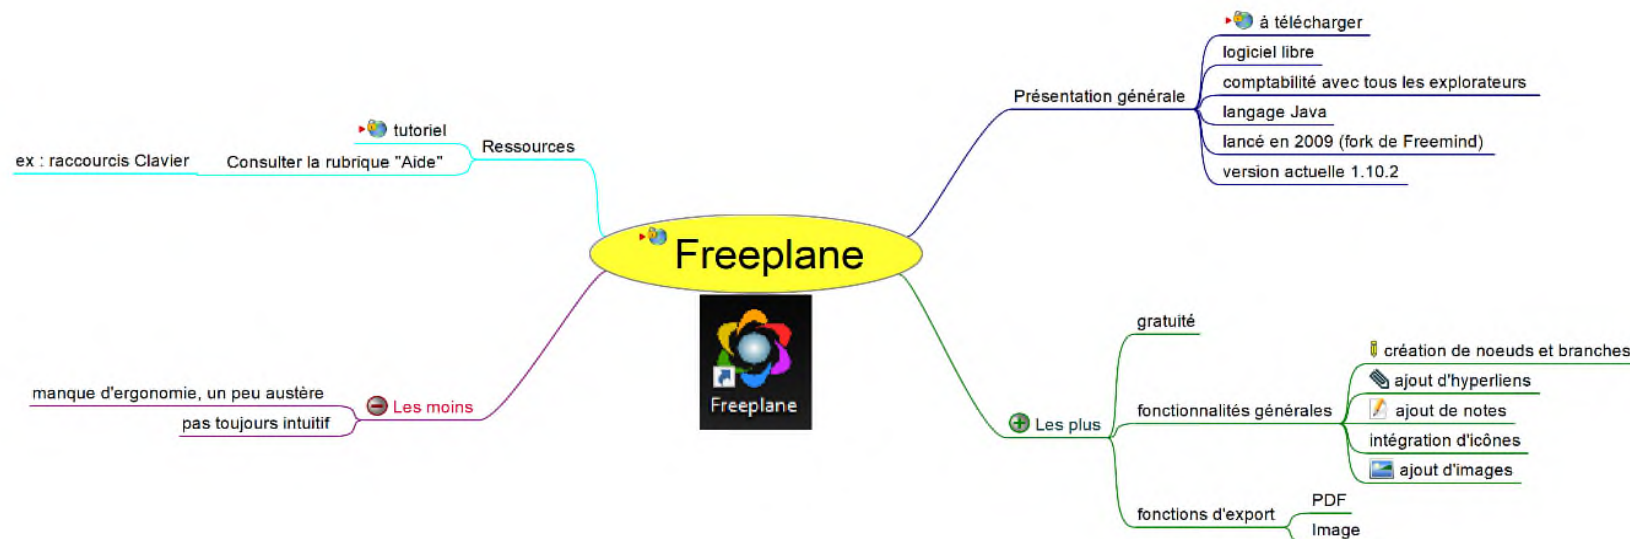 Freeplane
Freeplane
Présentation générale
à télécharger
logiciel libre
comptabilité avec tous les explorateurs
langage Java
lancé en 2009 (fork de Freemind)
version actuelle 1.10.2
Les plus
gratuité
fonctionnalités générales
création de noeuds et branches
ajout d'hyperliens
ajout de notes
intégration d'icônes
ajout d'images
fonctions d'export
PDF
Image
Ressources
tutoriel
Consulter la rubrique "Aide"
ex : raccourcis Clavier
Les moins
manque d'ergonomie, un peu austère
pas toujours intuitif